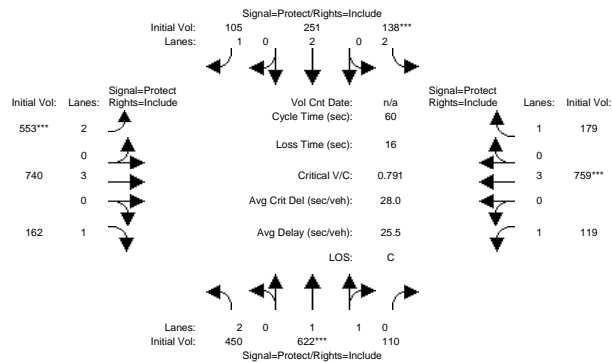 Signal=Protect/Rights=Include
Initial Vol: 105 251 138***
Lanes: 1 0 2 0 2
Signal=Protect Signal=Protect
Initial Vol: Lanes: Rights=Include Vol Cnt Date: n/a Rights=Include Lanes: Initial Vol:
Cycle Time (sec): 60
553*** 2 1 179
Loss Time (sec): 16
0 0
740 3 Critical V/C: 0.791 3 759***
0 Avg Crit Del (sec/veh): 28.0 0
162 1 Avg Delay (sec/veh): 25.5 1 119
LOS: C
Lanes: 2 0 1 1 0
Initial Vol: 450 622*** 110
Signal=Protect/Rights=Include